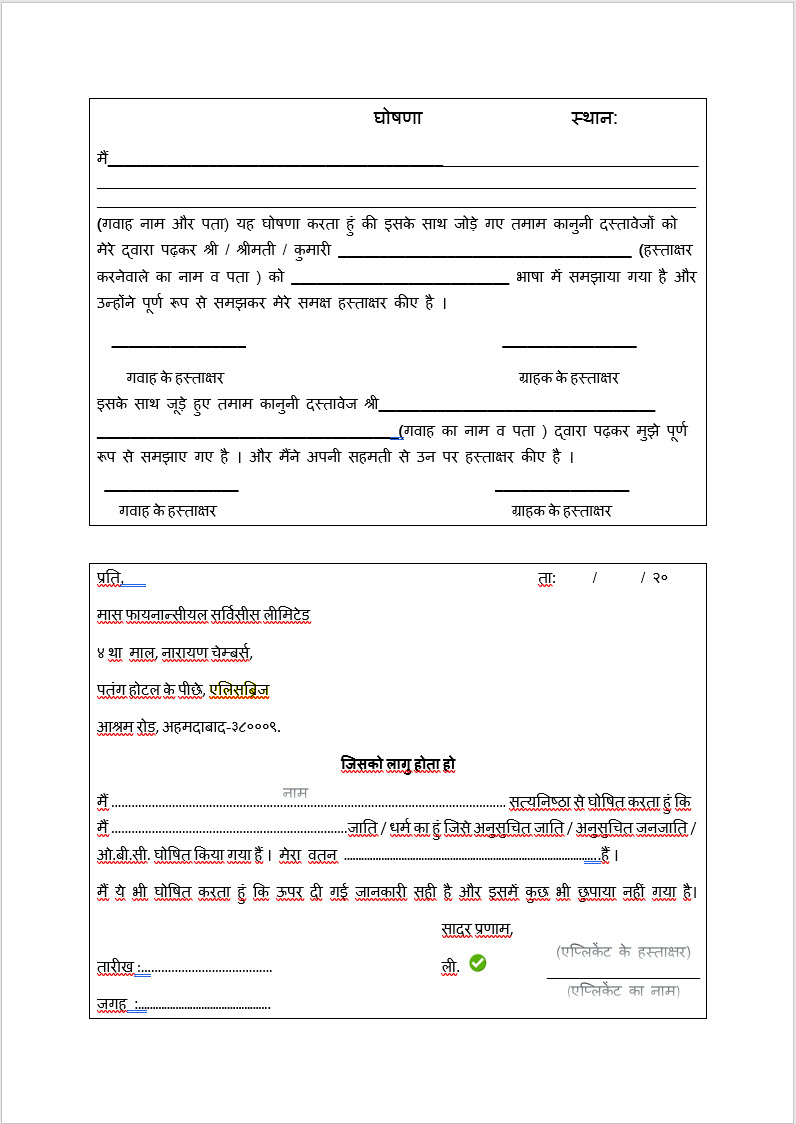 घोषणा स्थान:
मैं____________________________________________
(गवाह नाम और पता) यह घोषणा करता हुं की इसके साथ जोड़े गए तमाम कानुनी दस्तावेजों को
मेरे द्वारा पढ़कर श्री / श्रीमती / कुमारी ______________________________ (हस्ताक्षर
करनेवाले का नाम व पता ) को ______________________ भाषा में समझाया गया है और
उन्होंने पूर्ण रूप से समझकर मेरे समक्ष हस्ताक्षर कीए है ।
गवाह के हस्ताक्षर ग्राहक के हस्ताक्षर
इसके साथ जूड़े हुए तमाम कानुनी दस्तावेज श्री____________________________
_______________________________(गवाह का नाम व पता ) द्वारा पढ़कर मुझे पूर्ण
रूप से समझाए गए है । और मैंने अपनी सहमती से उन पर हस्ताक्षर कीए है ।
गवाह के हस्ताक्षर ग्राहक के हस्ताक्षर
प्रति, ता: / / २०
मास फायनान्सीयल सर्विसीस लीमिटेड
४ था माल, नारायण चेम्बर्स,
पतंग होटल के पीछे, एलिसब्रिज
आश्रम रोड, अहमदाबाद-३८०००९.
जिसको लागु होता हो
नाम
मैं ........................................................ सत्यनिष्ठा से घोषित करता हुं कि
मैं ........................................जाति / धर्म का हुं जिसे अनुसुचित जाति / अनुसुचित जनजाति /
ओ.बी.सी. घोषित किया गया हैं । मेरा वतन ........................................हैं ।
मैं ये भी घोषित करता हुं कि ऊपर दी गई जानकारी सही है और इसमें कुछ भी छुपाया नहीं गया है।
सादर प्रणाम,
(एप्लिकेंट के हस्ताक्षर)
तारीख :................................... ली.
(एप्लिकेंट का नाम)
जगह :...................................